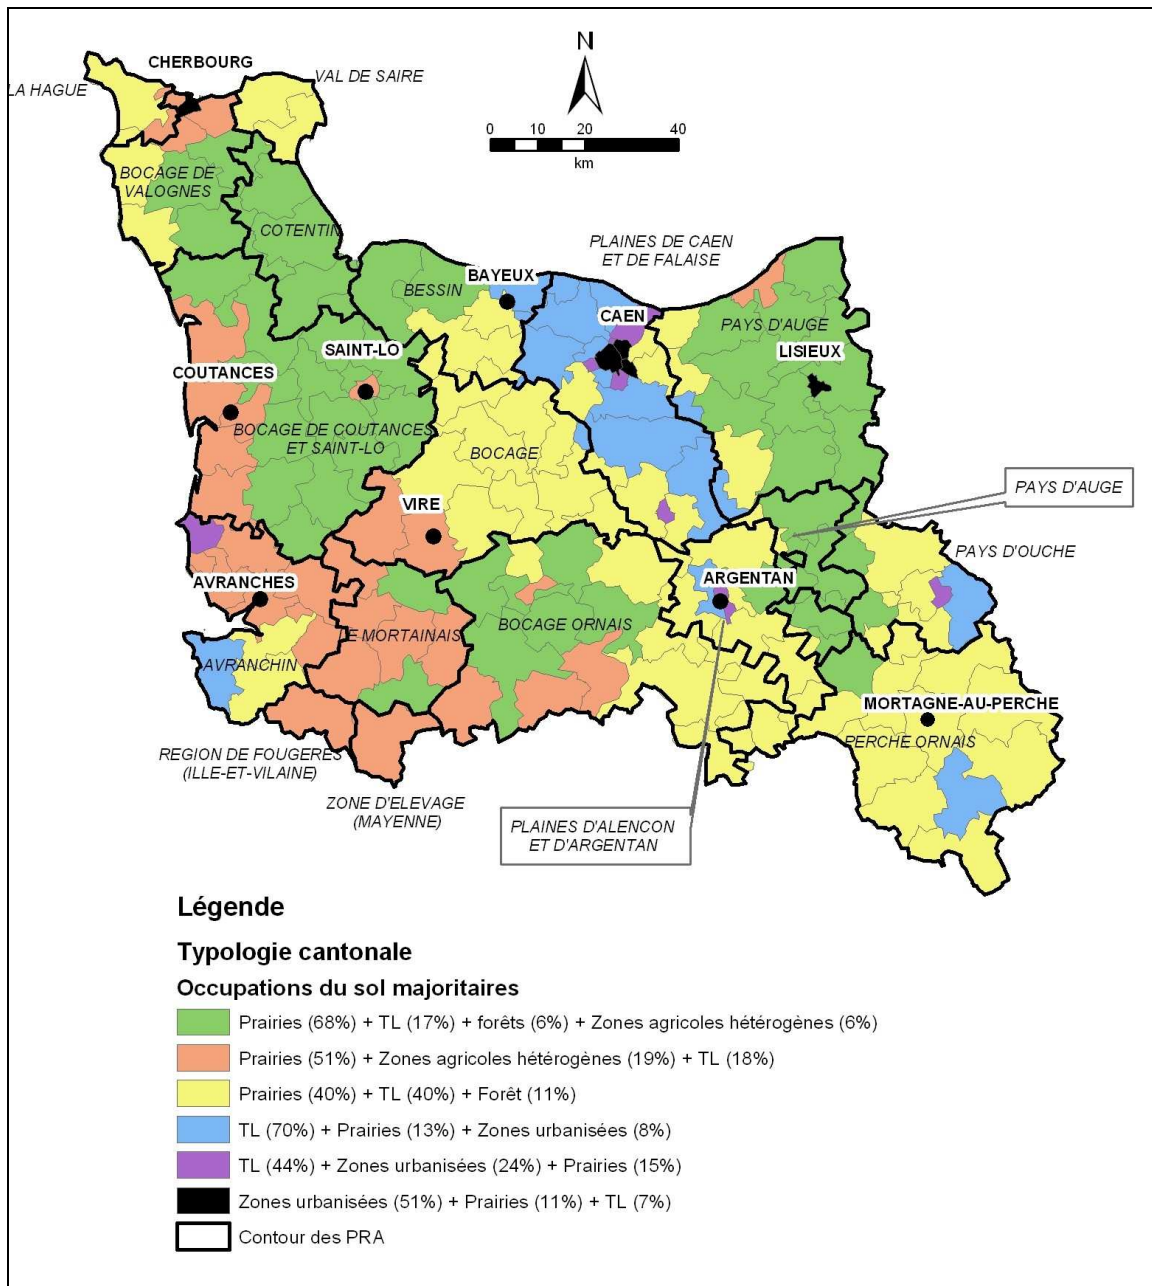 N
CHERBOURG
LA HAGUE
VAL DE SAIRE
0 10 20 40
km
BOCAGE DE
VALOGNES
COTENTIN
PLAINES DE CAEN
ET DE FALAISE
BAYEUX
BESSIN
CAEN
PAYS D'AUGE
SAINT-LO
LISIEUX
COUTANCES
BOCAGE DE COUTANCES
ET SAINT-LO
BOCAGE
PAYS D'AUGE
VIRE
PAYS D'OUCHE
AVRANCHES
ARGENTAN
LE MORTAINAIS
BOCAGE ORNAIS
AVRANCHIN
MORTAGNE-AU-PERCHE
PERCHE ORNAIS
REGION DE FOUGERES
(ILLE-ET-VILAINE)
ZONE D'ELEVAGE
(MAYENNE)
PLAINES D'ALENCON
ET D'ARGENTAN
Légende
Typologie cantonale
Occupations du sol majoritaires
Prairies (68%) + TL (17%) + forêts (6%) + Zones agricoles hétérogènes (6%)
Prairies (51%) + Zones agricoles hétérogènes (19%) + TL (18%)
Prairies (40%) + TL (40%) + Forêt (11%)
TL (70%) + Prairies (13%) + Zones urbanisées (8%)
TL (44%) + Zones urbanisées (24%) + Prairies (15%)
Zones urbanisées (51%) + Prairies (11%) + TL (7%)
Contour des PRA